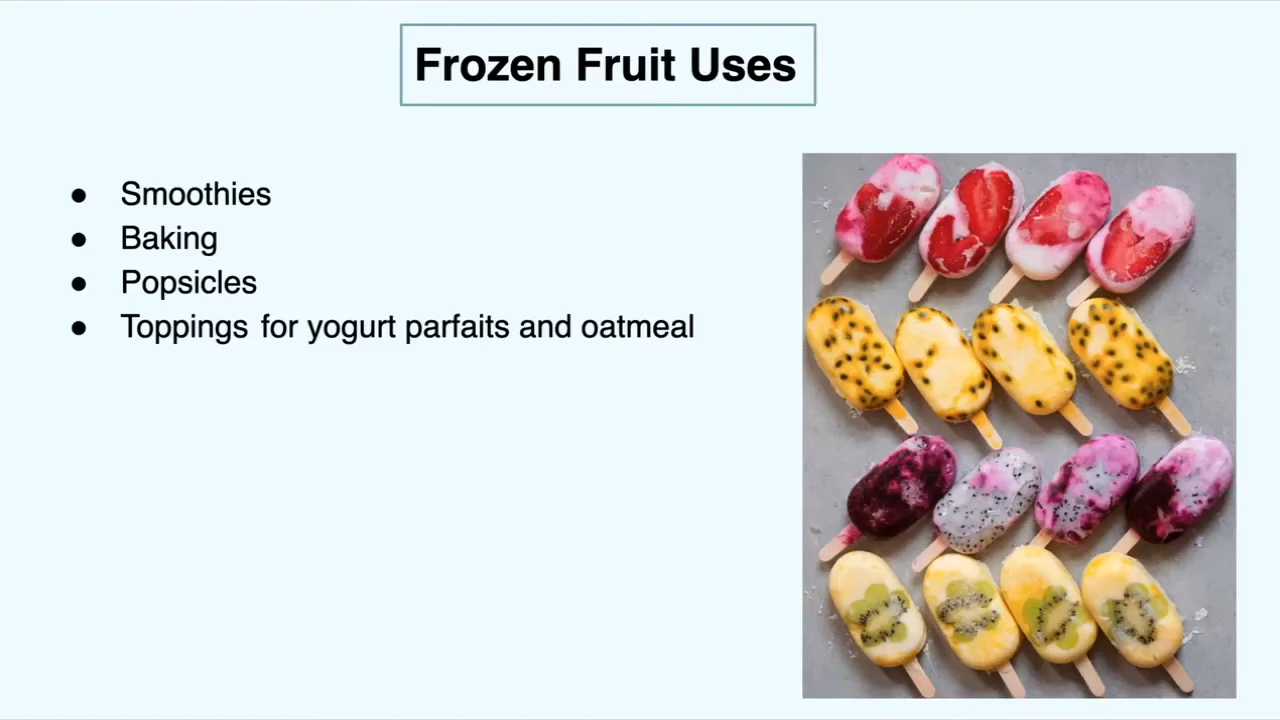 Frozen Fruit Uses
● Smoothies
● Baking
● Popsicles
● Toppings for yogurt parfaits and oatmeal